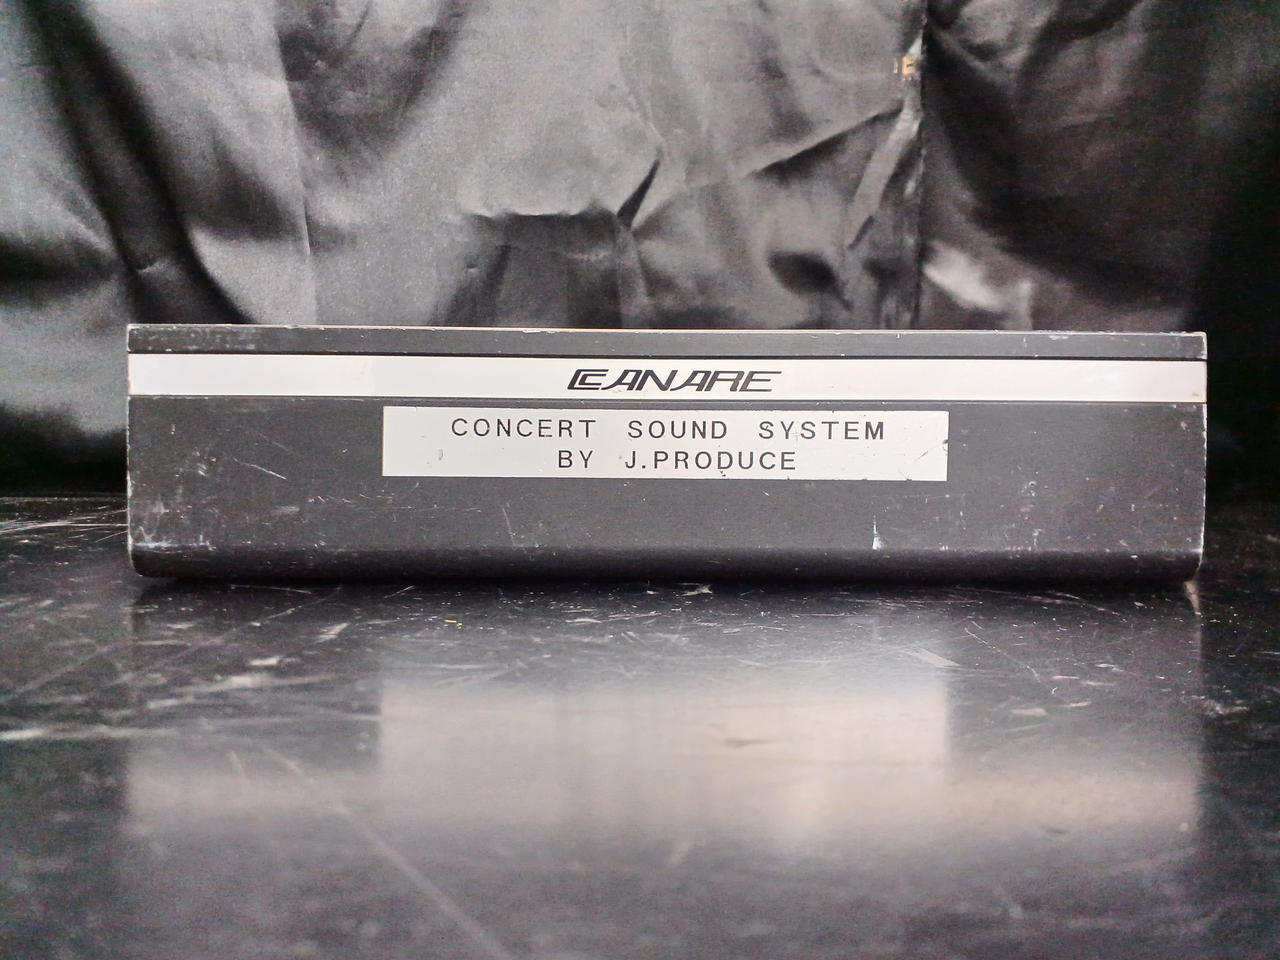 CANARE
CONCERT SOUND SYSTEM
BY J.PRODUCE